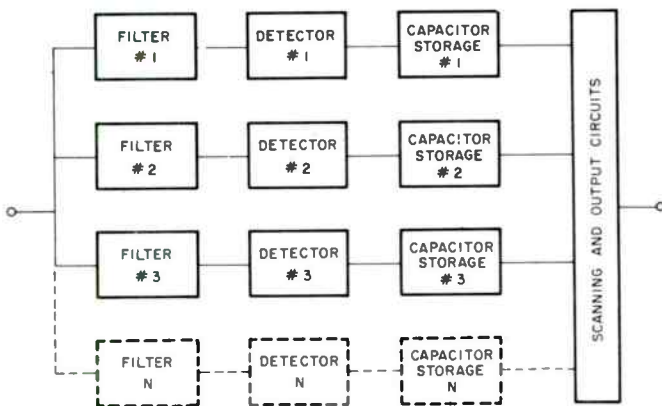 FILTER
#1
DETECTOR
#1
CAPACITOR
STORAGE
#1
FILTER
#2
DETECTOR
#2
CAPACITOR
STORAGE
#2
FILTER
#3
DETECTOR
#3
CAPACITOR
STORAGE
#3
FILTER
N
DETECTOR
N
CAPACITOR
STORAGE
N
SCANNING AND OUTPUT CIRCUITS